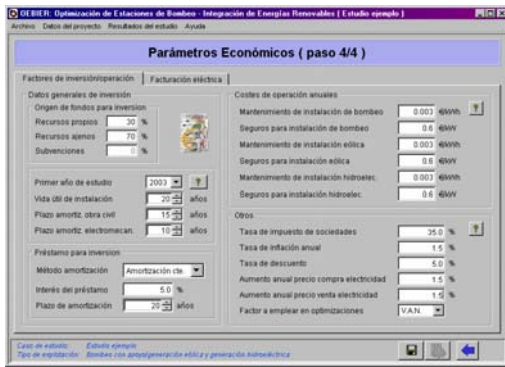 OEBIER: Optimización de Estaciones de Bombeo - Integración de Energías Renovables ( Estudio ejemplo )
Archivo Datos del proyecto Resultados del estudio Ayuda
Parámetros Económicos ( paso 4/4 )
Factores de inversión/operación Facturación eléctrica
Datos generales de inversión
Origen de fondos para inversion
Recursos propios 30 %
Recursos ajenos 70 %
Subvenciones 0 %
Primer año de estudio 2003 ?
Vida útil de instalación 20 años
Plazo amortiz. obra civil 15 años
Plazo amortiz. electromecan. 10 años
Préstamo para inversion
Método amortización Amortización cte.
Interés del préstamo 5.0 %
Plazo de amortización 20 años
Costes de operación anuales
Mantenimiento de instalación de bombeo 0.003 €/kWh ?
Seguros para instalación de bombeo 0.6 €/kW
Mantenimiento de instalación eólica 0.003 €/kWh
Seguros para instalación eólica 0.6 €/kW
Mantenimiento de instalación hidroelec. 0.003 €/kWh
Seguros para instalación hidroelec. 0.6 €/kW
Otros
Tasa de impuesto de sociedades 35.0 % ?
Tasa de inflación anual 1.5 %
Tasa de descuento 5.0 %
Aumento anual precio compra electricidad 1.5 %
Aumento anual precio venta electricidad 1.5 %
Factor a emplear en optimizaciones V.A.N.
Caso de estudio: Estudio ejemplo
Tipo de explotación: Bombeo con apoyo/generación eólica y generación hidroeléctrica